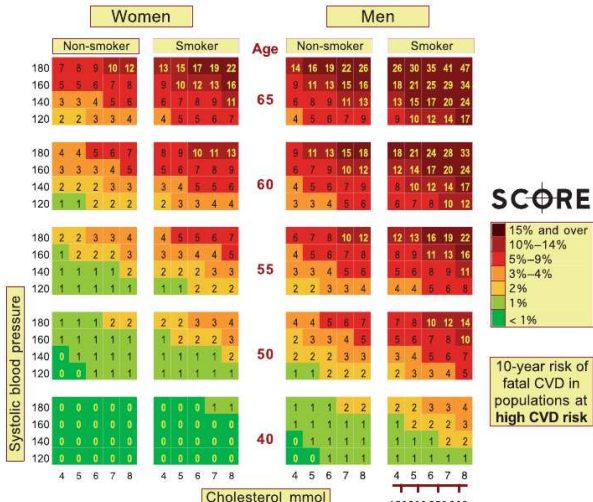 Women Men
Non-smoker Smoker Age Non-smoker Smoker
180 7 8 9 10 12 13 15 17 19 22 14 16 19 22 26 26 30 35 41 47
160 5 5 6 7 8 9 10 12 13 16 9 11 13 15 16 18 21 25 29 34
65
140 3 3 4 5 6 6 7 8 9 11 6 8 9 11 13 13 15 17 20 24
120 2 2 3 3 4 4 5 5 6 7 4 5 6 7 9 9 10 12 14 17
180 4 4 5 6 7 8 9 10 11 13 9 11 13 15 18 18 21 24 28 33
160 3 3 3 4 5 5 6 7 8 9 6 7 9 10 12 12 14 17 20 24
60
140 2 2 2 3 3 3 4 5 5 6 4 5 6 7 9 8 10 12 14 17
120 1 1 2 2 2 2 3 3 4 4 3 3 4 5 6 6 7 8 10 12
180 2 2 3 3 4 4 5 5 6 7 6 7 8 10 12 12 13 16 19 22
160 1 2 2 2 3 3 3 4 4 5 4 5 6 7 8 8 9 11 13 16
55
140 1 1 1 1 2 2 2 2 3 3 3 3 4 5 6 5 6 8 9 11
120 1 1 1 1 1 1 1 2 2 2 2 2 3 3 4 4 4 5 6 8
180 1 1 1 2 2 2 2 3 3 4 4 4 5 6 7 7 8 10 12 14
160 1 1 1 1 1 1 2 2 2 3 2 3 3 4 5 5 6 7 8 10
50
140 0 1 1 1 1 1 1 1 1 2 2 2 2 3 3 3 4 5 6 7
120 0 0 1 1 1 1 1 1 1 1 1 1 2 2 2 2 3 3 4 5
180 0 0 0 0 0 0 0 0 1 1 1 1 1 2 2 2 2 3 3 4
160 0 0 0 0 0 0 0 0 0 0 1 1 1 1 1 1 2 2 2 3
40
140 0 0 0 0 0 0 0 0 0 0 0 1 1 1 1 1 1 1 2 2
120 0 0 0 0 0 0 0 0 0 0 0 0 1 1 1 1 1 1 1 1
4 5 6 7 8 4 5 6 7 8 4 5 6 7 8 4 5 6 7 8
Cholesterol mmol
Systolic blood pressure
SCORE
15% and over
10%–14%
5%–9%
3%–4%
2%
1%
< 1%
10-year risk of
fatal CVD in
populations at
high CVD risk